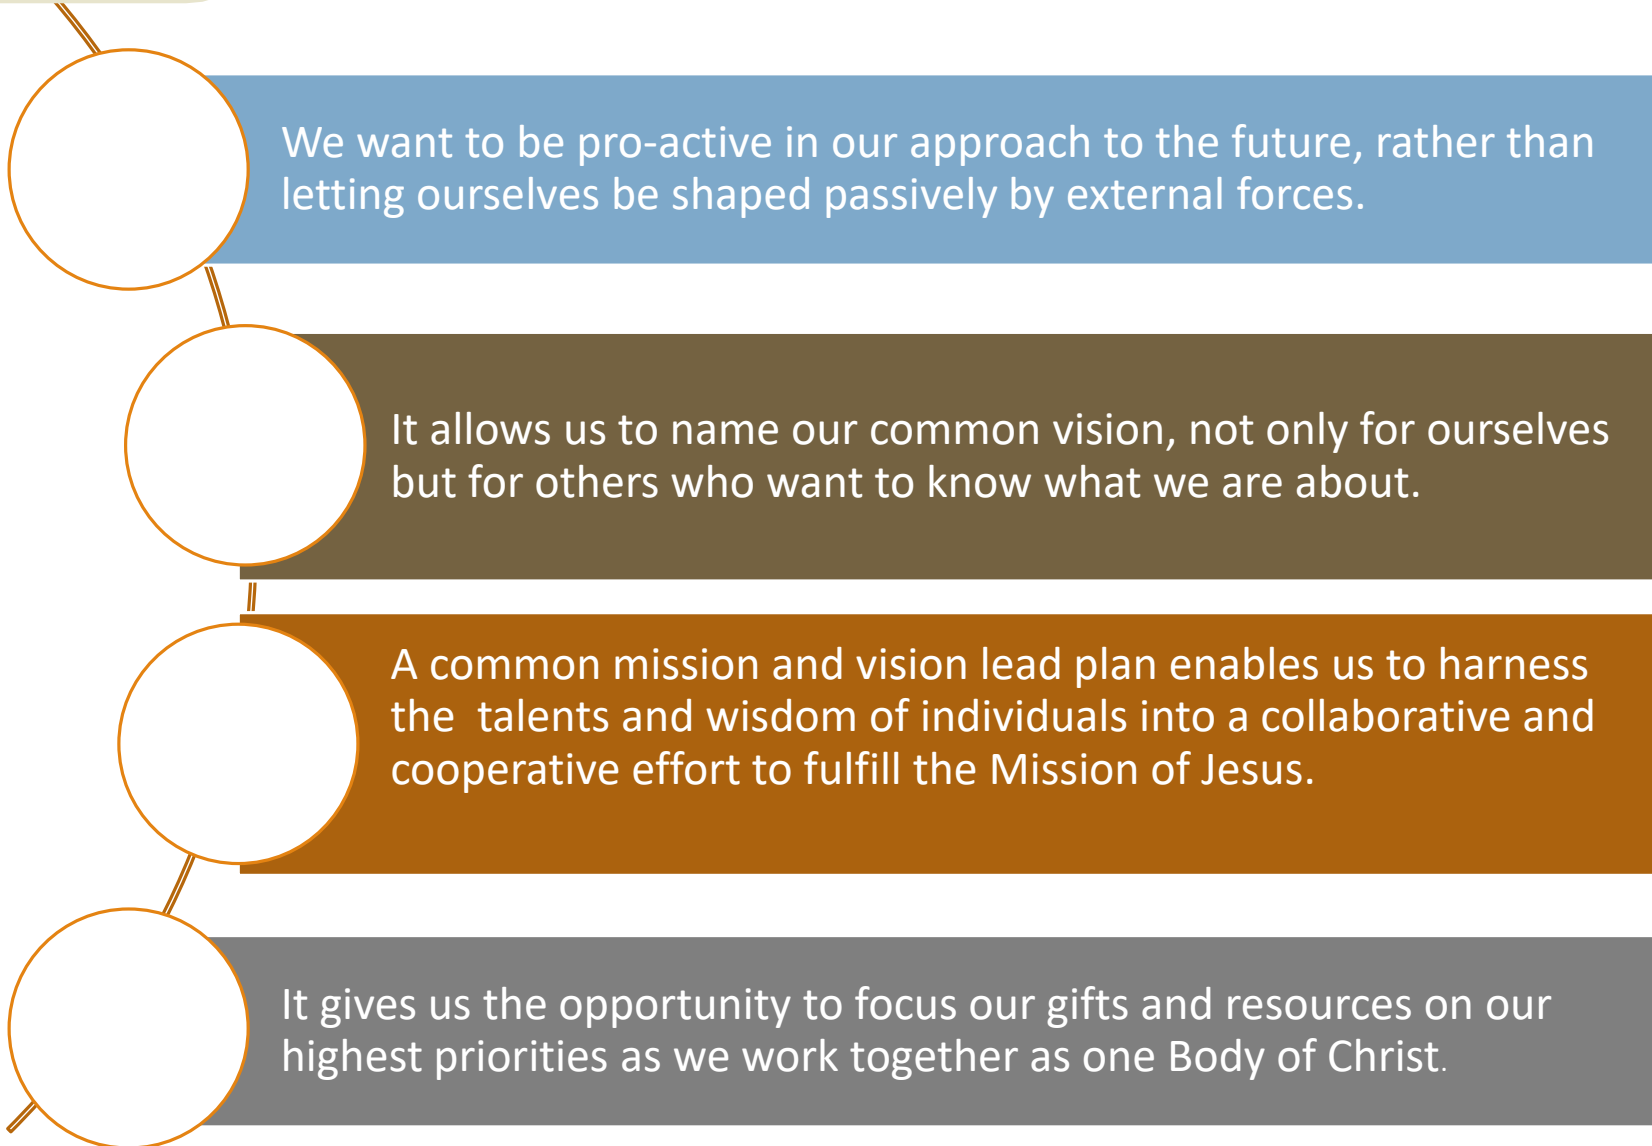 We want to be pro-active in our approach to the future, rather than
letting ourselves be shaped passively by external forces.
It allows us to name our common vision, not only for ourselves
but for others who want to know what we are about.
A common mission and vision lead plan enables us to harness
the  talents and wisdom of individuals into a collaborative and
cooperative effort to fulfill the Mission of Jesus.
It gives us the opportunity to focus our gifts and resources on our
highest priorities as we work together as one Body of Christ.